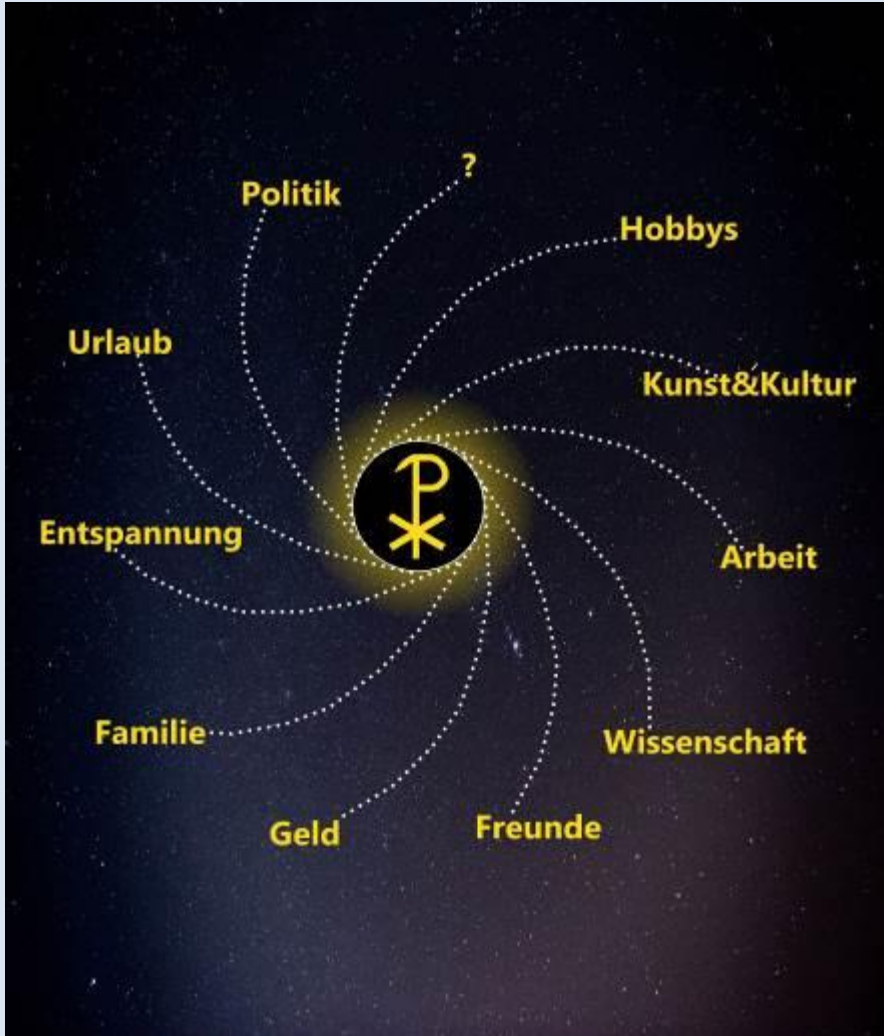 ?
Politik
Hobbys
Urlaub
Kunst&Kultur
Entspannung
Arbeit
Familie
Wissenschaft
Geld
Freunde